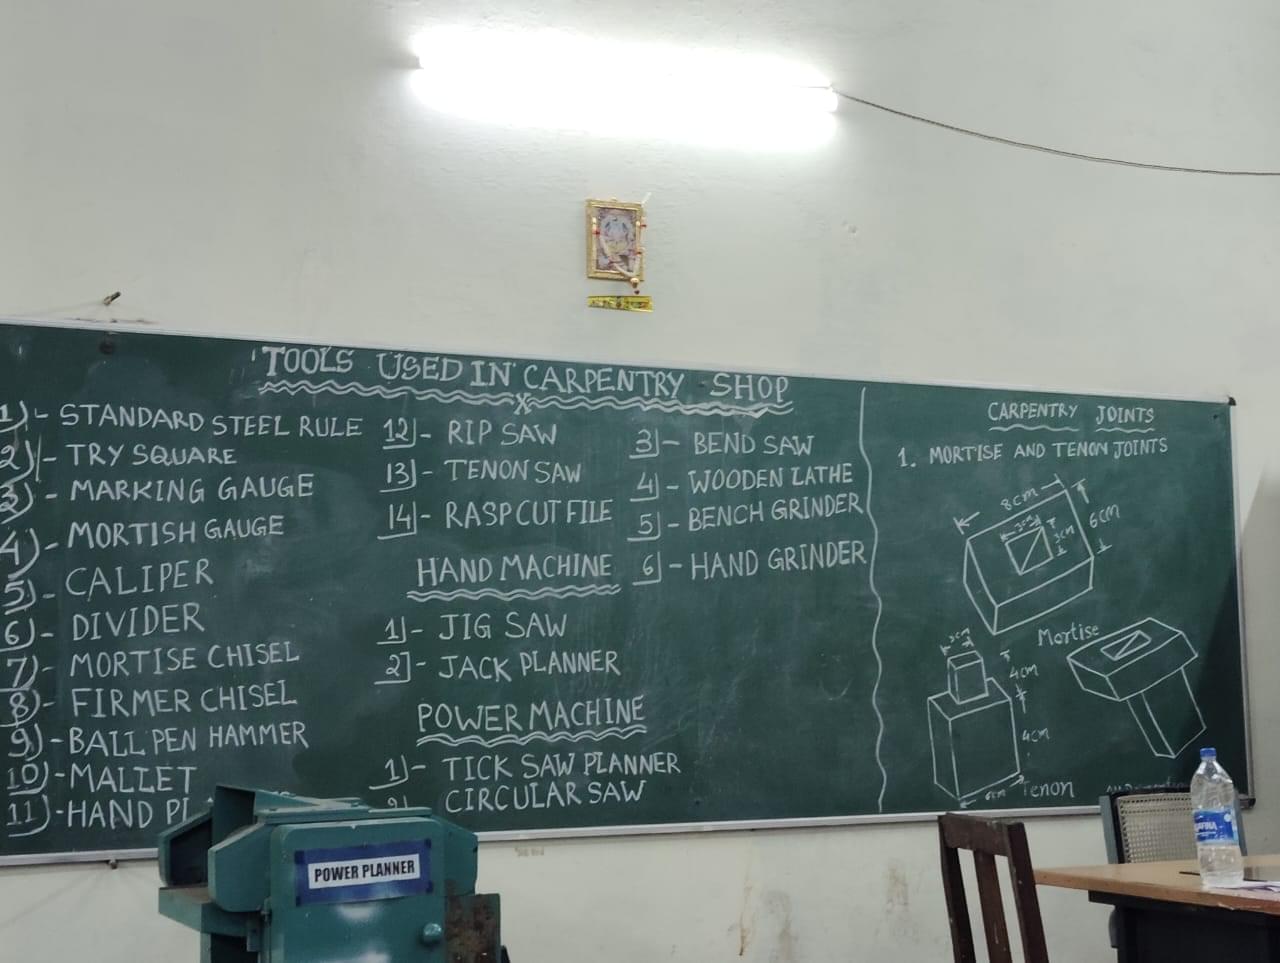 'TOOLS USED IN' CARPENTRY SHOP
X
1)- STANDARD STEEL RULE
2)- TRY SQUARE
3)- MARKING GAUGE
4)- MORTISH GAUGE
5)- CALIPER
6)- DIVIDER
7)- MORTISE CHISEL
8)- FIRMER CHISEL
9)- BALL PEN HAMMER
10)- MALLET
11)- HAND
12)- RIP SAW
13)- TENON SAW
14)- RASP CUT FILE
HAND MACHINE
1)- JIG SAW
2)- JACK PLANNER
POWER MACHINE
1)- TICK SAW PLANNER
2) CIRCULAR SAW
3)- BEND SAW
4)- WOODEN LATHE
5)- BENCH GRINDER
6)- HAND GRINDER
CARPENTRY JOINTS
1. MORTISE AND TENON JOINTS
8cm
3cm
3cm
6cm
Mortise
3cm
4cm
4cm
6cm
Tenon
POWER PLANNER